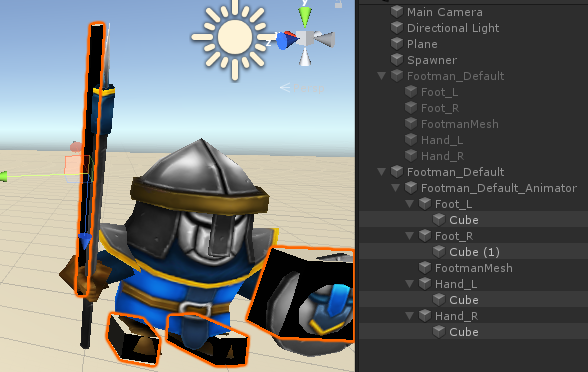 y
z
Main Camera
Directional Light
Plane
Spawner
Footman_Default
Foot_L
Foot_R
FootmanMesh
Hand_L
Hand_R
Footman_Default
Footman_Default_Animator
Foot_L
Cube
Foot_R
Cube (1)
FootmanMesh
Hand_L
Cube
Hand_R
Cube